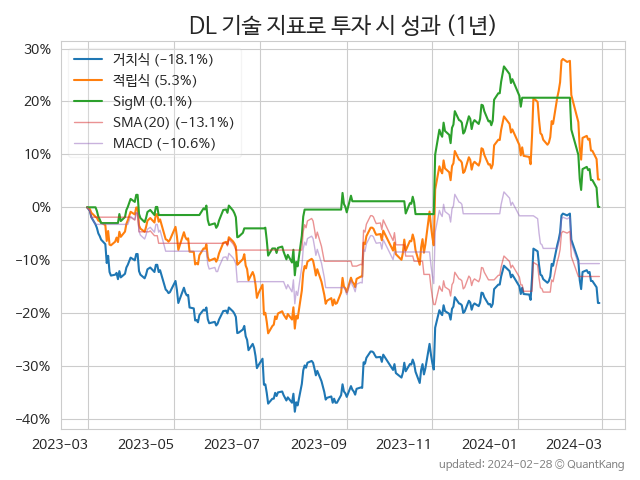 DL 기술 지표로 투자 시 성과 (1년)
거치식 (−18.1%)
적립식 (5.3%)
SigM (0.1%)
SMA(20) (−13.1%)
MACD (−10.6%)
30%
20%
10%
0%
−10%
−20%
−30%
−40%
2023−03 2023−05 2023−07 2023−09 2023−11 2024−01 2024−03
updated: 2024-02-28 © QuantKang